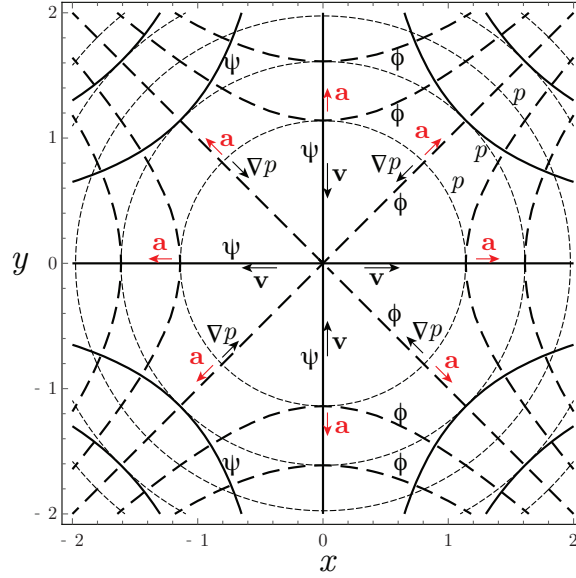 2
ψ ϕ
a p
1 ϕ p
a ψ a
∇p v ∇p p
ϕ
a ψ a
y 0
v v
∇p ϕ ∇p
v
a ψ a
- 1
ϕ
a
ψ ϕ ψ
- 2
- 2 - 1 0 1 2
x